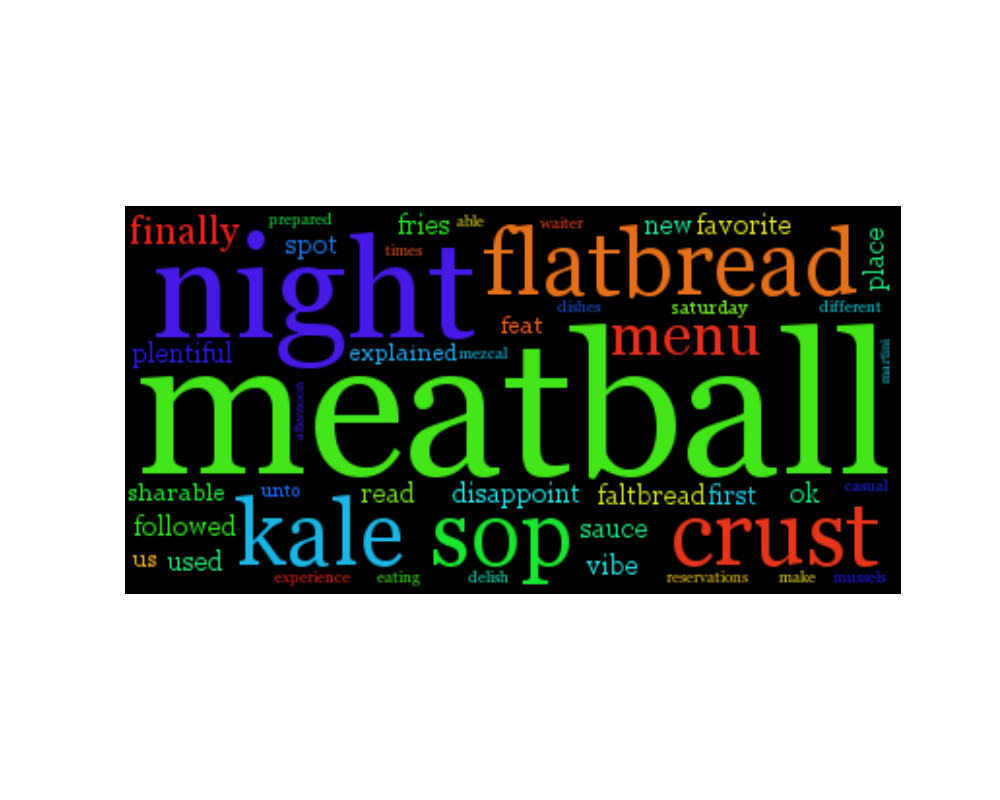 finally
prepared
fries
able
waiter
new
favorite
spot
times
night
flatbread
place
dishes
saturday
different
feat
menu
plentiful
explained
mezcal
martini
meatball
afternoon
sharable
unto
read
disappoint
faltbread
first
ok
casual
followed
kale
sop
sauce
crust
us
used
vibe
experience
eating
delish
reservations
make
mussels